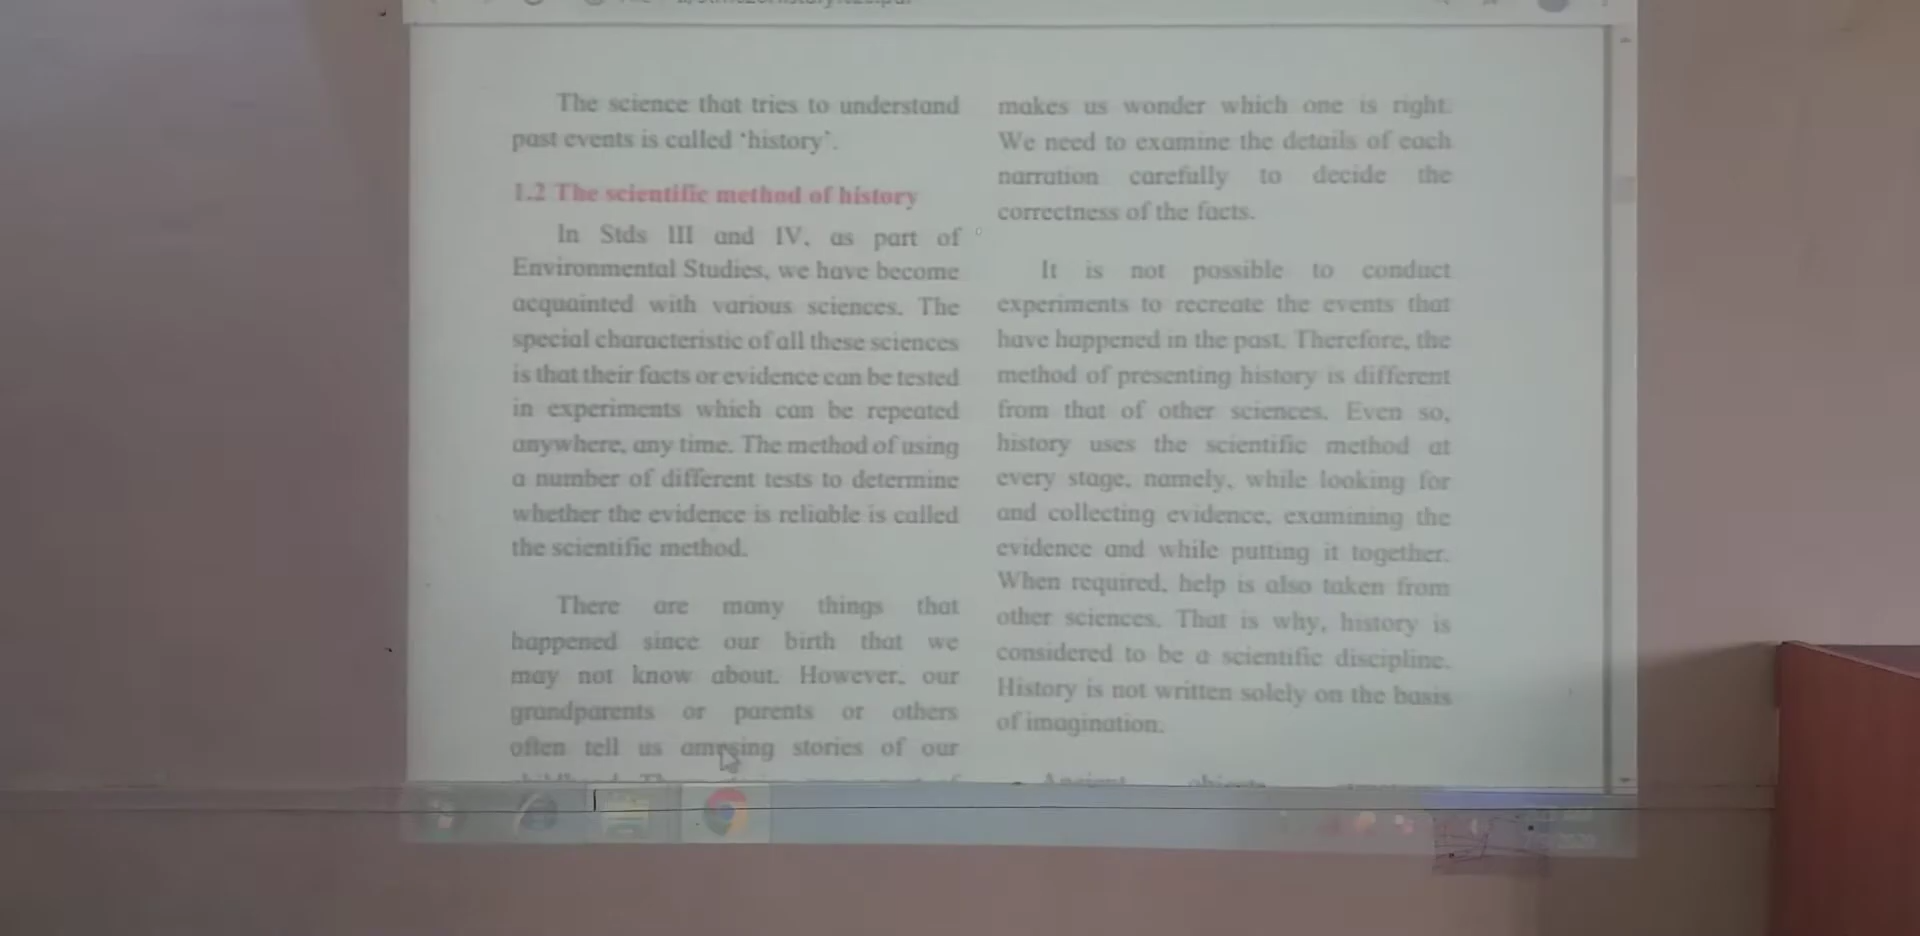 The science that tries to understand
past events is called ‘history’.
1.2 The scientific method of history
In Stds III and IV, as part of
Environmental Studies, we have become
acquainted with various sciences. The
special characteristic of all these sciences
is that their facts or evidence can be tested
in experiments which can be repeated
anywhere, any time. The method of using
a number of different tests to determine
whether the evidence is reliable is called
the scientific method.
There are many things that
happened since our birth that we
may not know about. However, our
grandparents or parents or others
often tell us amusing stories of our
makes us wonder which one is right.
We need to examine the details of each
narration carefully to decide the
correctness of the facts.
It is not possible to conduct
experiments to recreate the events that
have happened in the past. Therefore, the
method of presenting history is different
from that of other sciences. Even so,
history uses the scientific method at
every stage, namely, while looking for
and collecting evidence, examining the
evidence and while putting it together.
When required, help is also taken from
other sciences. That is why, history is
considered to be a scientific discipline.
History is not written solely on the basis
of imagination.
Ancient objects